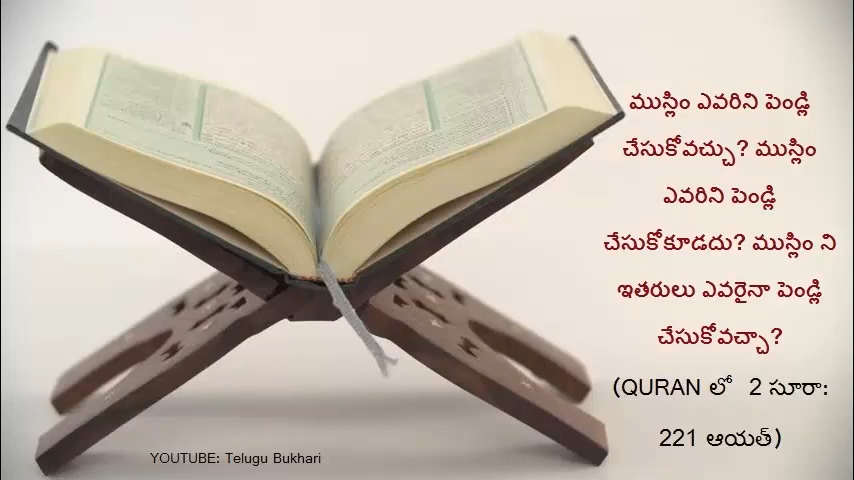 ముస్లిం ఎవరిని పెండ్లి
చేసుకోవచ్చు? ముస్లిం
ఎవరిని పెండ్లి
చేసుకోకూడదు? ముస్లిం ని
ఇతరులు ఎవరైనా పెండ్లి
చేసుకోవచ్చా?
(QURAN లో 2 సూరా:
221 ఆయత్)
YOUTUBE: Telugu Bukhari